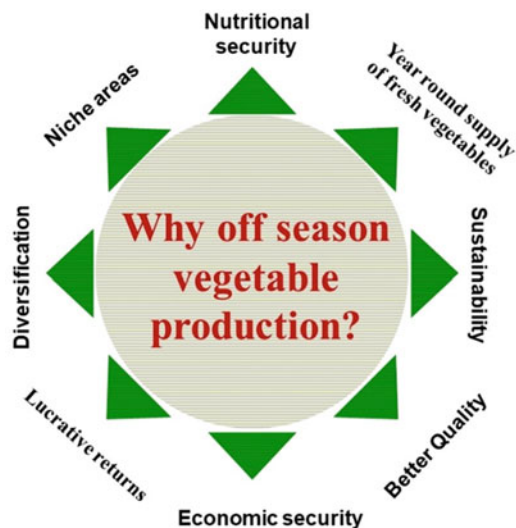 Nutritional
security
Year round supply
of fresh vegetables
Sustainability
Better Quality
Economic security
Lucrative returns
Diversification
Niche areas
Why off season
vegetable
production?